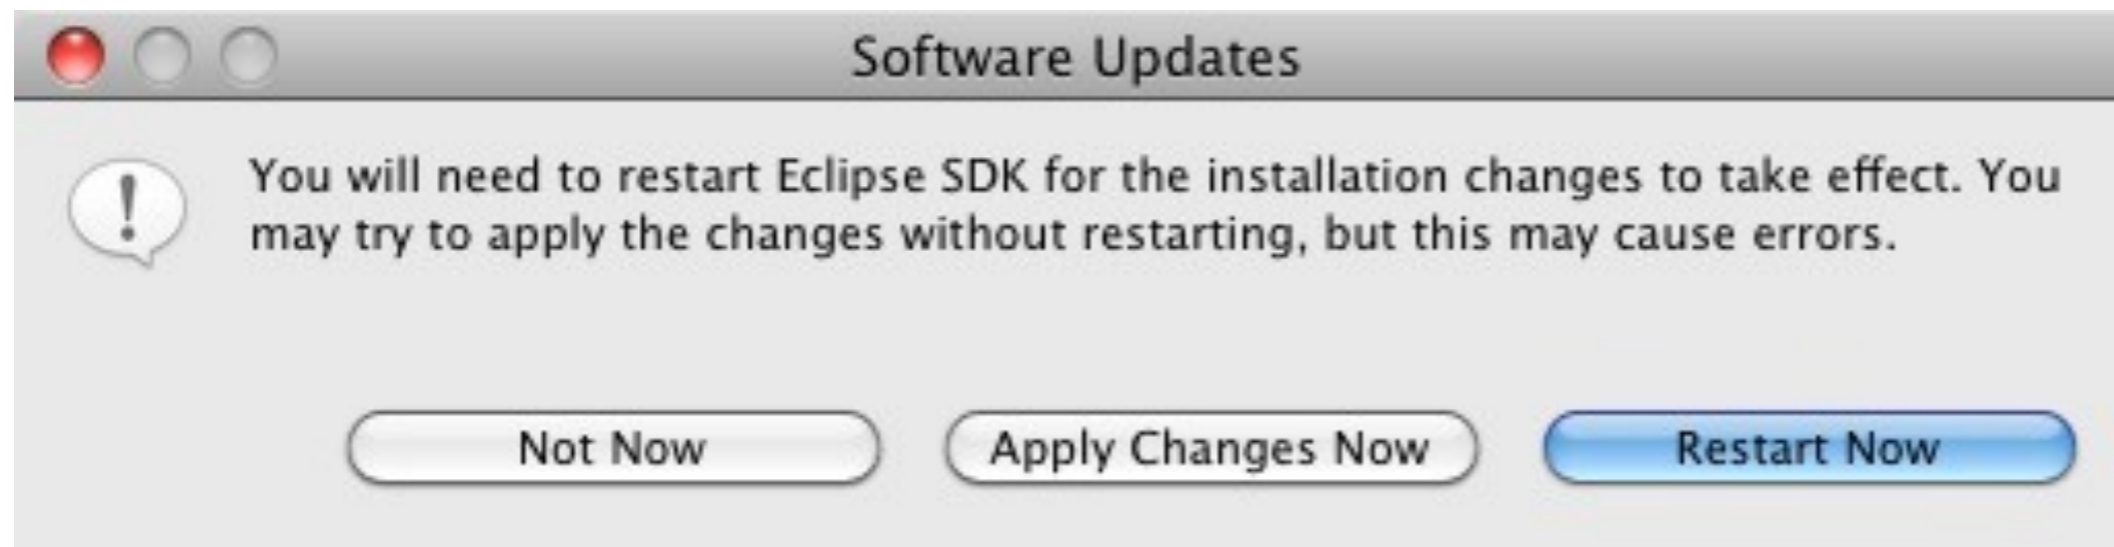 Software Updates
You will need to restart Eclipse SDK for the installation changes to take effect. You
may try to apply the changes without restarting, but this may cause errors.
Not Now
Apply Changes Now
Restart Now